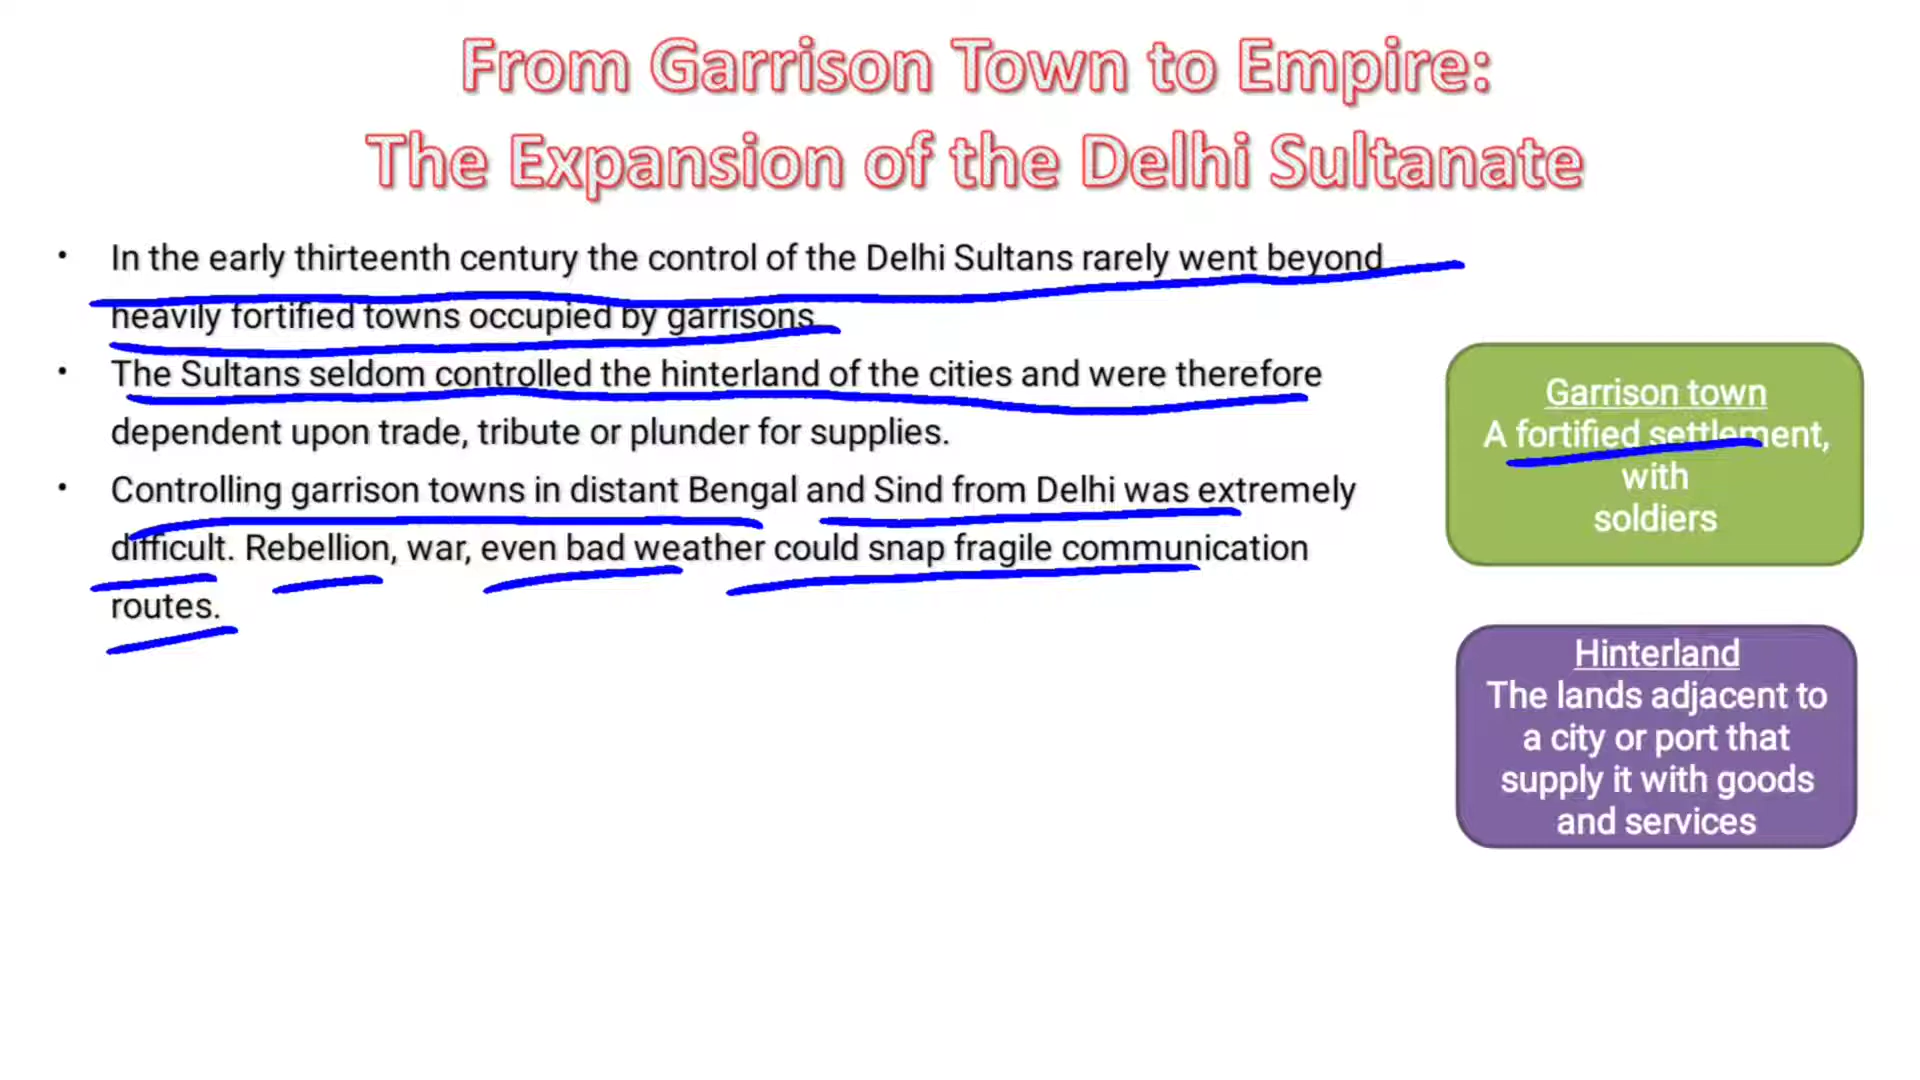 From Garrison Town to Empire:
The Expansion of the Delhi Sultanate
• In the early thirteenth century the control of the Delhi Sultans rarely went beyond
heavily fortified towns occupied by garrisons.
• The Sultans seldom controlled the hinterland of the cities and were therefore
dependent upon trade, tribute or plunder for supplies.
• Controlling garrison towns in distant Bengal and Sind from Delhi was extremely
difficult. Rebellion, war, even bad weather could snap fragile communication
routes.
Garrison town
A fortified settlement,
with
soldiers
Hinterland
The lands adjacent to
a city or port that
supply it with goods
and services